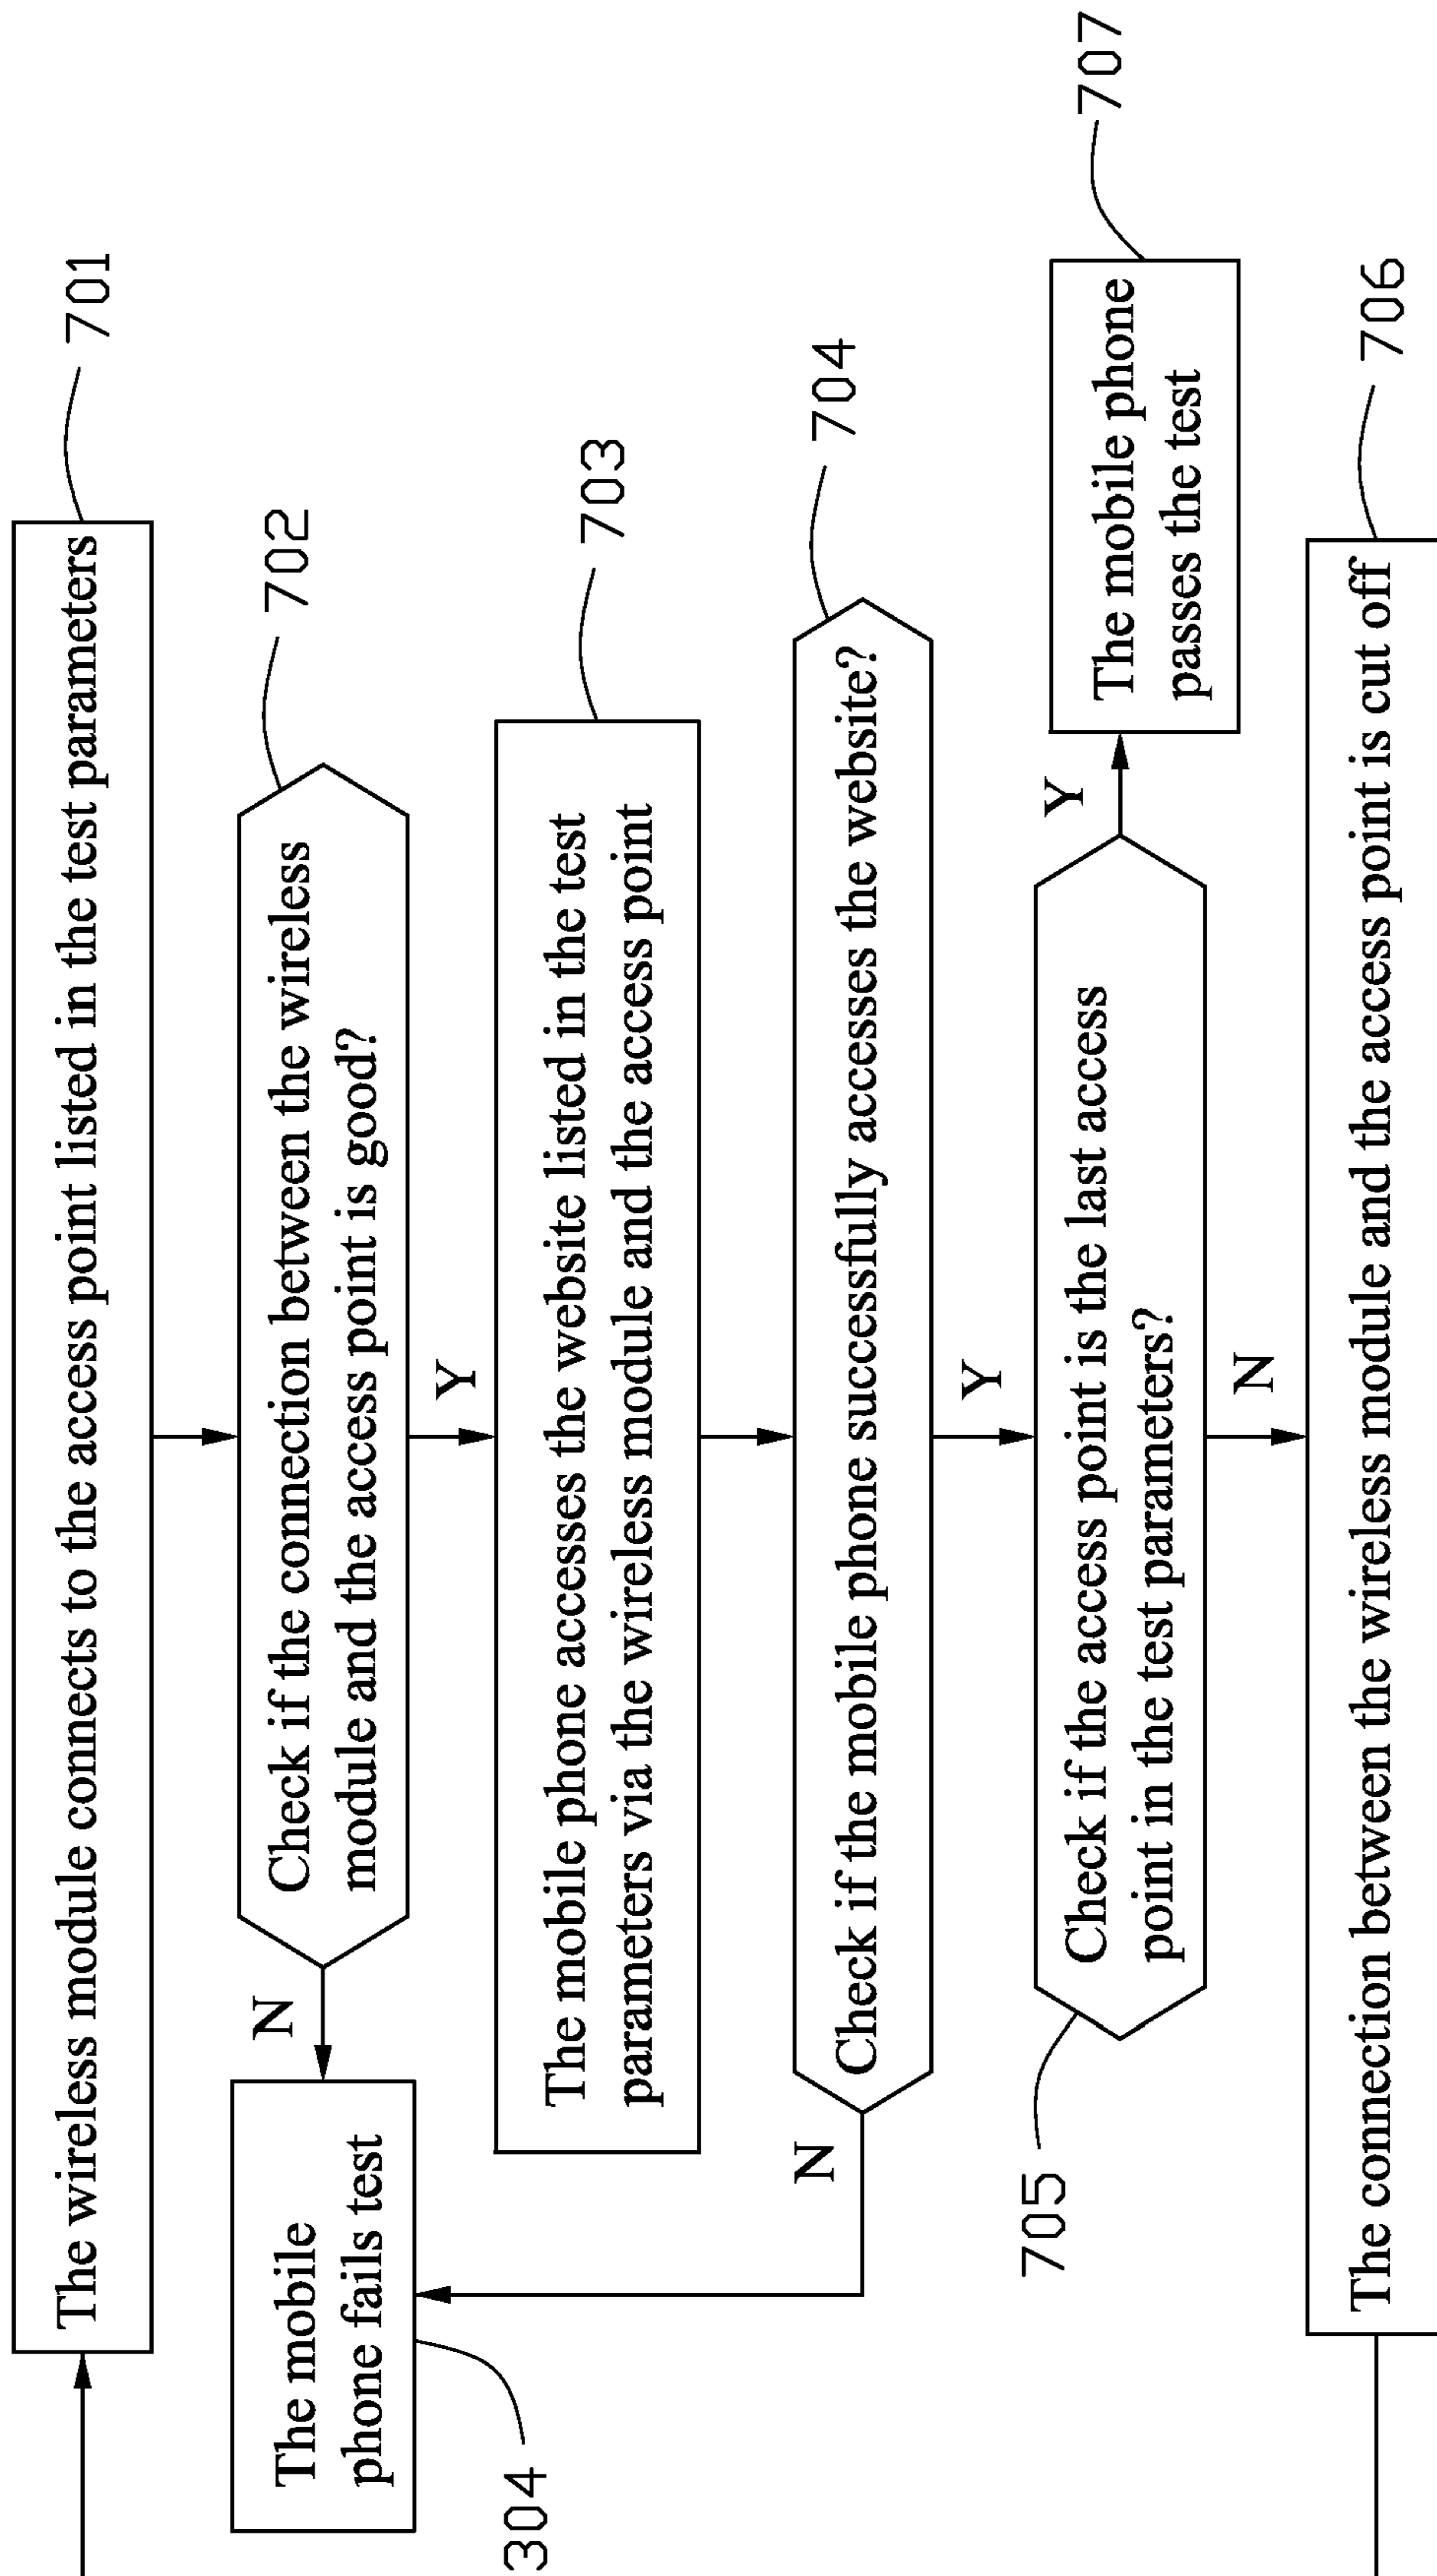 The wireless module connects to the access point listed in the test parameters
701
Check if the connection between the wireless
module and the access point is good?
702
N
The mobile
phone fails test
304
Y
The mobile phone accesses the website listed in the test
parameters via the wireless module and the access point
703
Check if the mobile phone successfully accesses the website?
704
N
Y
Check if the access point is the last access
point in the test parameters?
705
Y
The mobile phone
passes the test
707
N
The connection between the wireless module and the access point is cut off
706